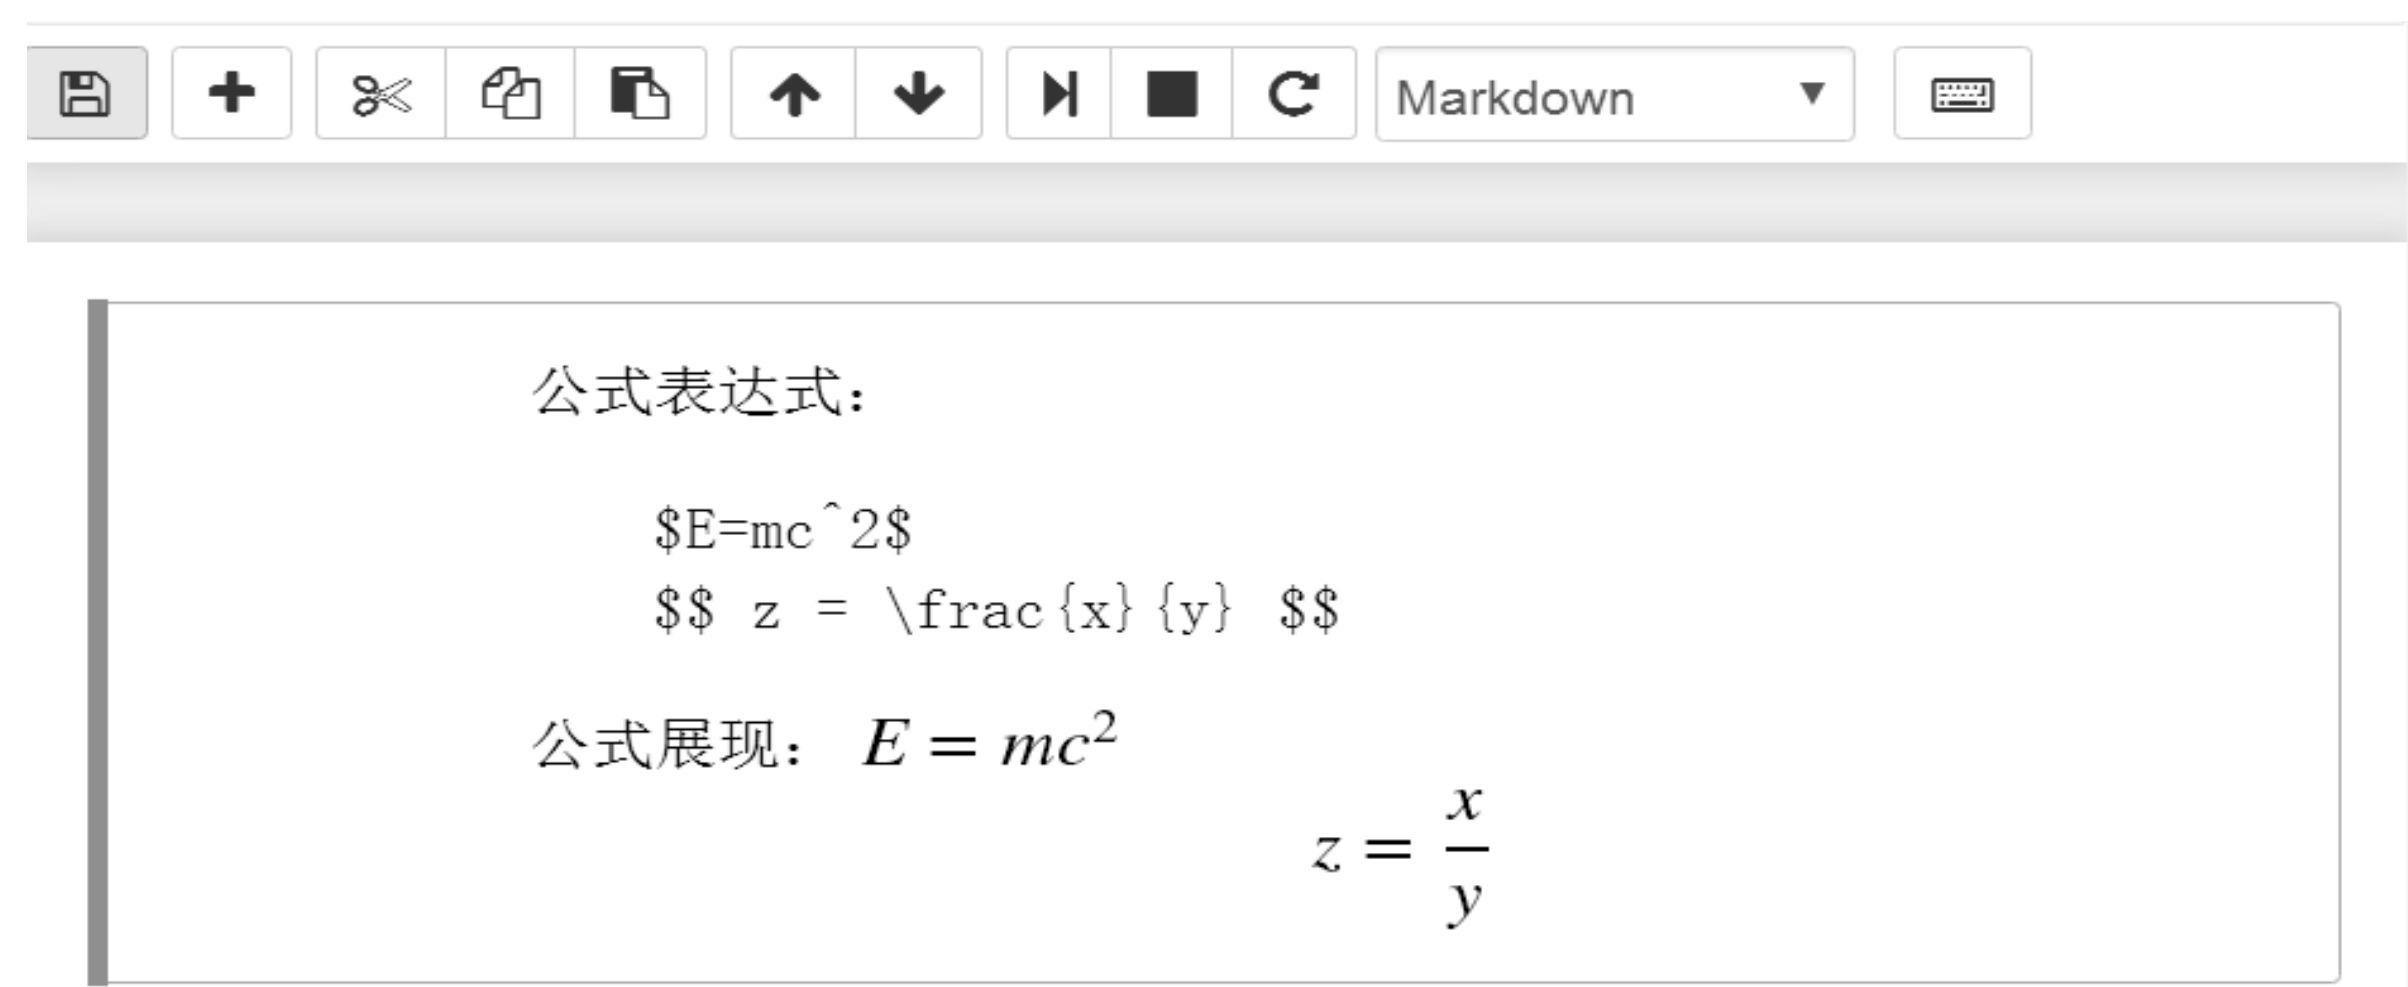 Markdown
公式表达式：
$E=mc^2$
$$ z = \frac{x}{y} $$
公式展现： E = mc²
z = x/y